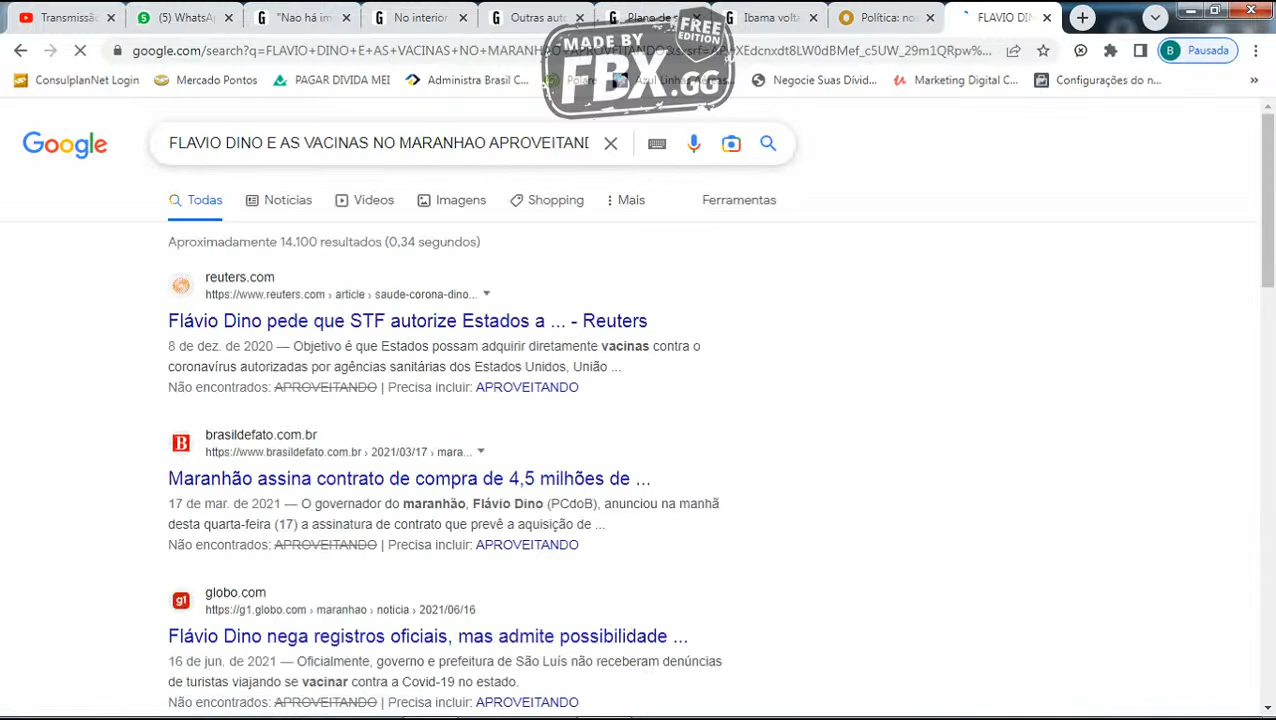 Transmissã
(5) WhatsA
"Nao há im
No interior
Outras auto
Plano de s
Ibama volta
Política: no
FLAVIO DIN
google.com/search?q=FLAVIO+DINO+E+AS+VACINAS+NO+MARANHAO+APROVEITANDO
Pausada
ConsulplanNet Login
Mercado Pontos
PAGAR DIVIDA MEI
Administra Brasil C...
Polare
Azul Linhas Aéreas...
Negocie Suas Dívid...
Marketing Digital C...
Configurações do n...
»
MADE BY
FREE
EDITION
FBX.GG
Google
FLAVIO DINO E AS VACINAS NO MARANHAO APROVEITAND
Todas
Notícias
Vídeos
Imagens
Shopping
Mais
Ferramentas
Aproximadamente 14.100 resultados (0,34 segundos)
reuters.com
https://www.reuters.com › article › saude-corona-dino...
Flávio Dino pede que STF autorize Estados a ... - Reuters
8 de dez. de 2020 — Objetivo é que Estados possam adquirir diretamente vacinas contra o
coronavírus autorizadas por agências sanitárias dos Estados Unidos, União ...
Não encontrados: APROVEITANDO | Precisa incluir: APROVEITANDO
B
brasildefato.com.br
https://www.brasildefato.com.br › 2021/03/17 › mara...
Maranhão assina contrato de compra de 4,5 milhões de ...
17 de mar. de 2021 — O governador do maranhão, Flávio Dino (PCdoB), anunciou na manhã
desta quarta-feira (17) a assinatura de contrato que prevê a aquisição de ...
Não encontrados: APROVEITANDO | Precisa incluir: APROVEITANDO
g1
globo.com
https://g1.globo.com › maranhao › noticia › 2021/06/16
Flávio Dino nega registros oficiais, mas admite possibilidade ...
16 de jun. de 2021 — Oficialmente, governo e prefeitura de São Luís não receberam denúncias
de turistas viajando se vacinar contra a Covid-19 no estado.
Não encontrados: APROVEITANDO | Precisa incluir: APROVEITANDO